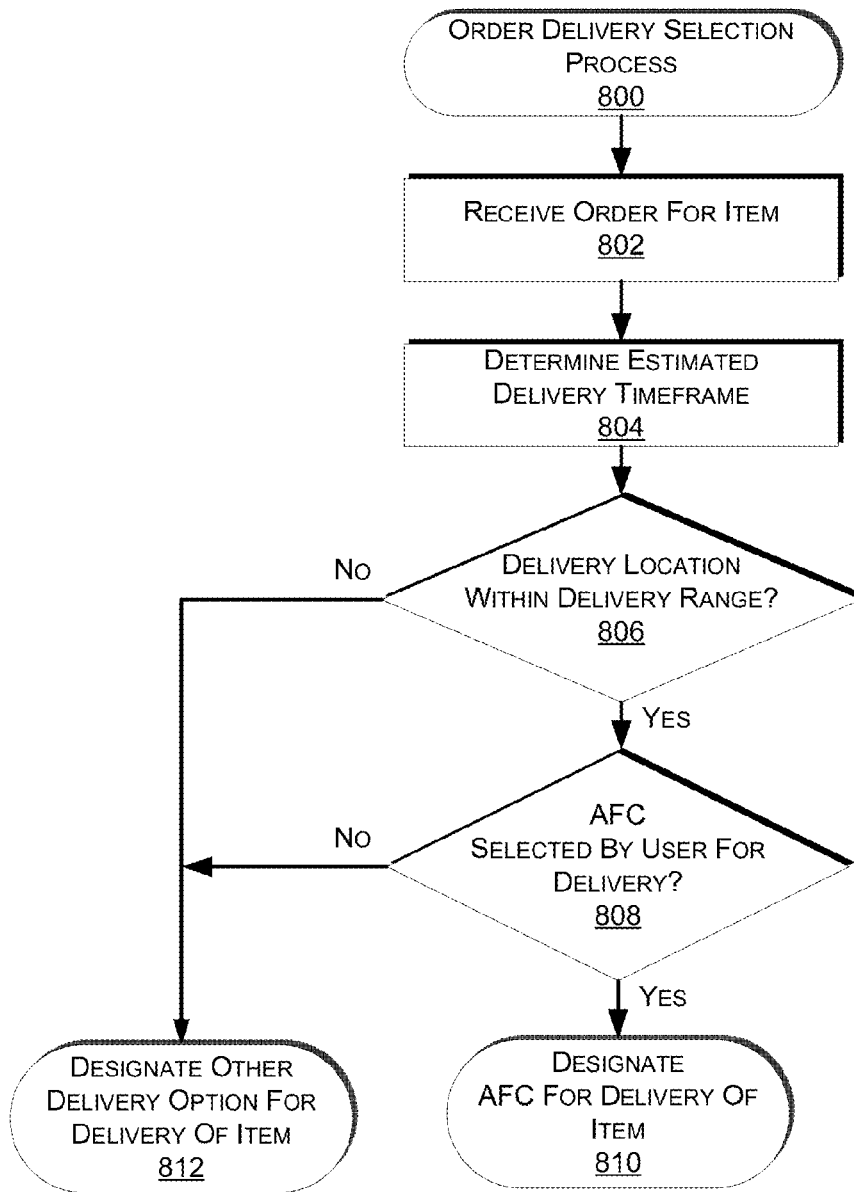 ORDER DELIVERY SELECTION
PROCESS
800
RECEIVE ORDER FOR ITEM
802
DETERMINE ESTIMATED
DELIVERY TIMEFRAME
804
NO
DELIVERY LOCATION
WITHIN DELIVERY RANGE?
806
YES
NO
AFC
SELECTED BY USER FOR
DELIVERY?
808
YES
DESIGNATE OTHER
DELIVERY OPTION FOR
DELIVERY OF ITEM
812
DESIGNATE
AFC FOR DELIVERY OF
ITEM
810